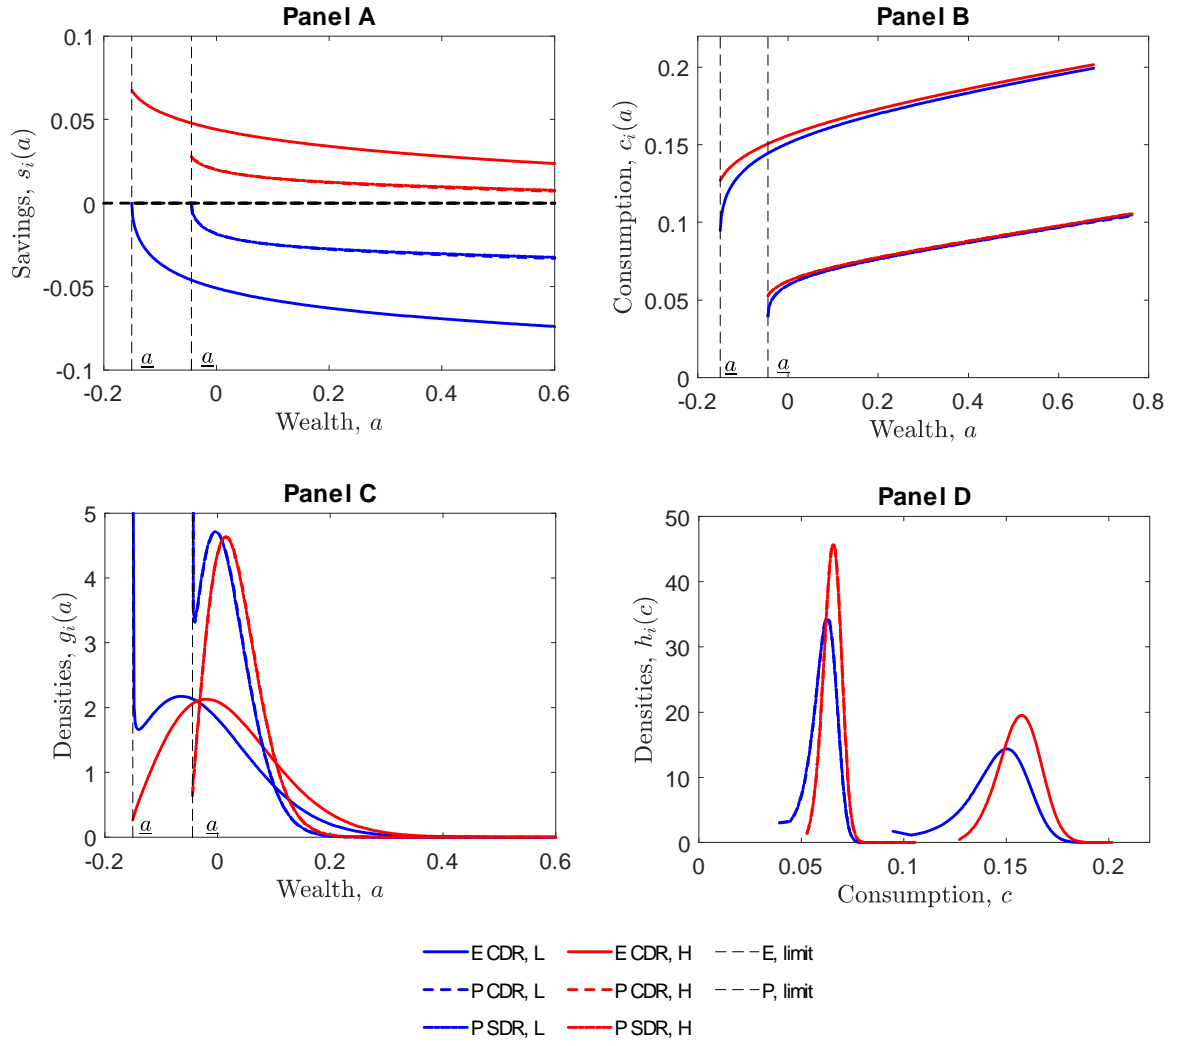 Panel A
0.1
0.05
0
-0.05
-0.1
Savings, s_i(a)
a a
-0.2 0 0.2 0.4 0.6
Wealth, a
Panel B
0.2
0.15
0.1
0.05
0
Consumption, c_i(a)
a a
-0.2 0 0.2 0.4 0.6 0.8
Wealth, a
Panel C
5
4
3
2
1
0
Densities, g_i(a)
a a
-0.2 0 0.2 0.4 0.6
Wealth, a
Panel D
50
40
30
20
10
0
Densities, h_i(c)
0 0.05 0.1 0.15 0.2
Consumption, c
E CDR, L E CDR, H E, limit
P CDR, L P CDR, H P, limit
P SDR, L P SDR, H